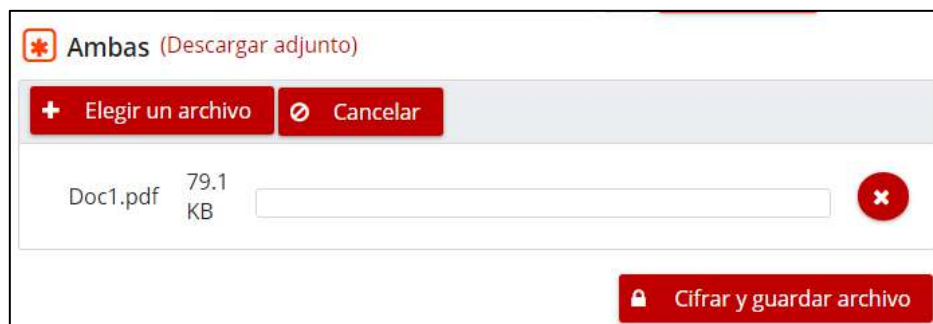 Ambas (Descargar adjunto)
Elegir un archivo Cancelar
Doc1.pdf 79.1 KB
Cifrar y guardar archivo